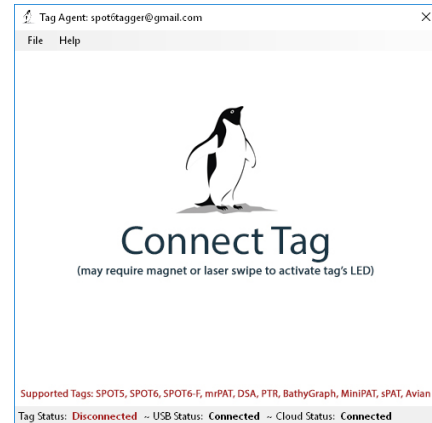 Tag Agent: spot6tagger@gmail.com
File Help
Connect Tag
(may require magnet or laser swipe to activate tag's LED)
Supported Tags: SPOT5, SPOT6, SPOT6-F, mrPAT, DSA, PTR, BathyGraph, MiniPAT, sPAT, Avian
Tag Status: Disconnected ~ USB Status: Connected ~ Cloud Status: Connected